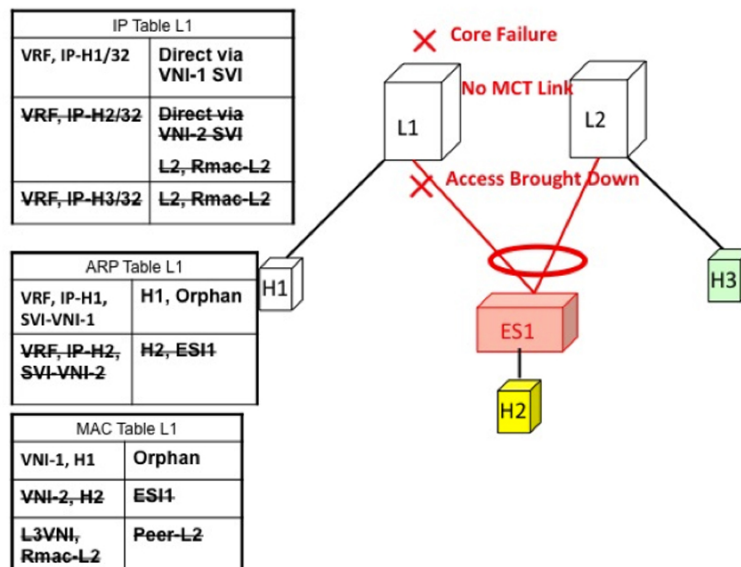 IP Table L1
VRF, IP-H1/32 Direct via
VNI-1 SVI
VRF, IP-H2/32 Direct via
VNI-2 SVI
L2, Rmac-L2
VRF, IP-H3/32 L2, Rmac-L2
ARP Table L1
VRF, IP-H1, H1, Orphan
SVI-VNI-1
VRF, IP-H2, H2, ESI1
SVI-VNI-2
MAC Table L1
VNI-1, H1 Orphan
VNI-2, H2 ESI1
L3VNI, Peer-L2
Rmac-L2
Core Failure
No MCT Link
L1
L2
Access Brought Down
H1
H3
ES1
H2